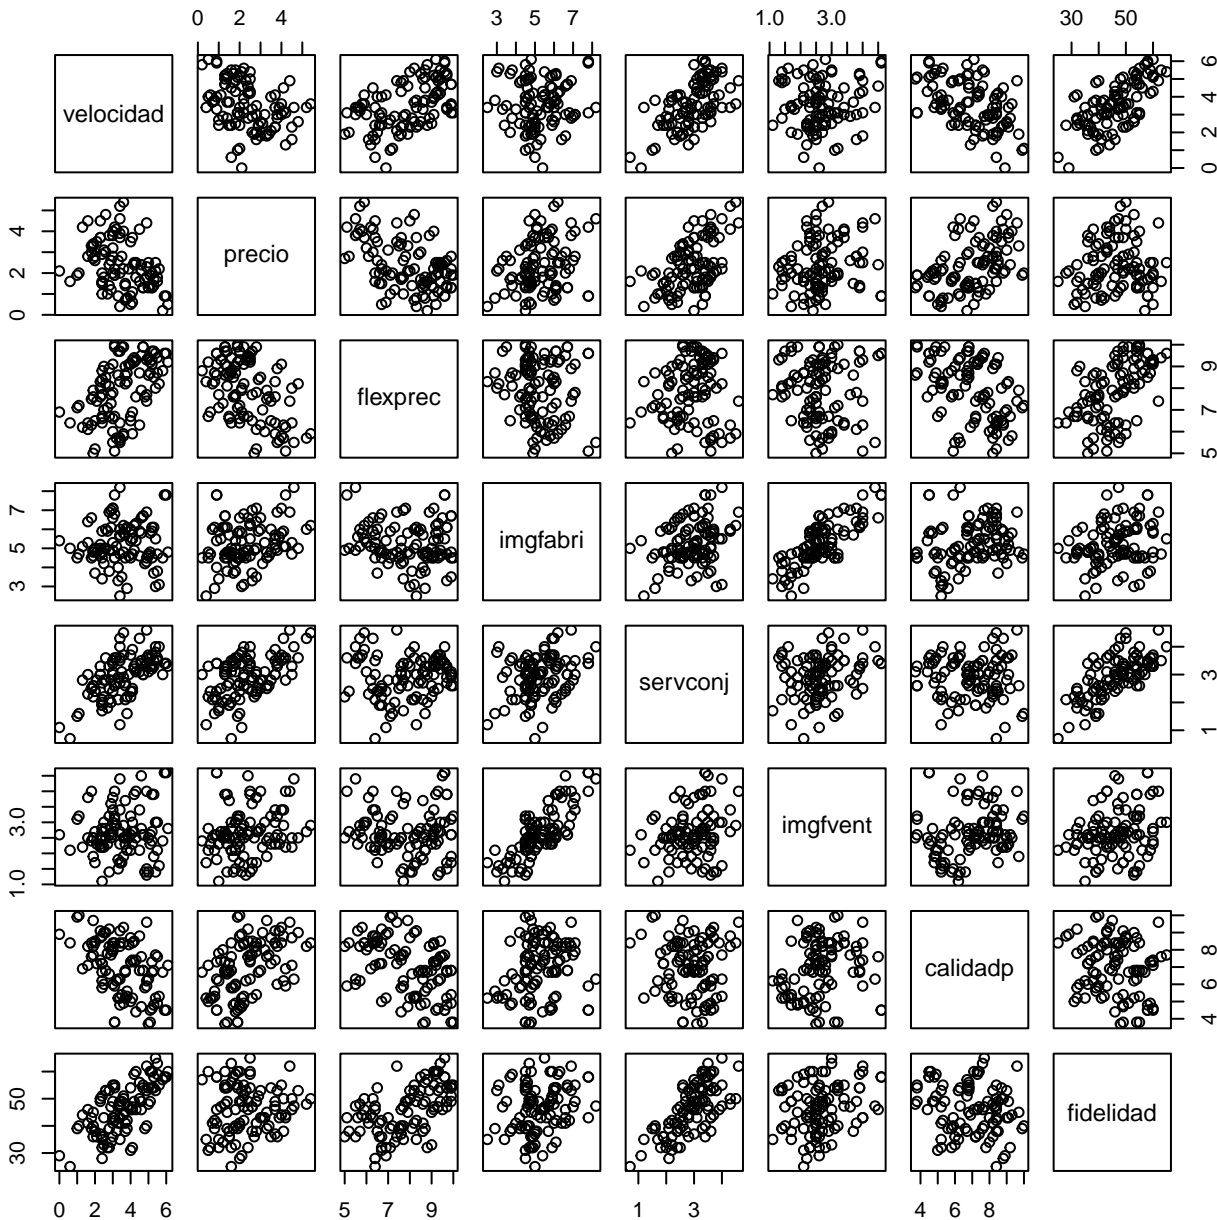 0 2 4 3 5 7 1.0 3.0 30 50
velocidad 0 2 4 6
0 2 4 precio
flexprec 5 7 9
3 5 7 imgfabri
servconj 1 3
1.0 3.0 imgfvent
calidadp 4 6 8
30 50 fidelidad
0 2 4 6 5 7 9 1 3 4 6 8